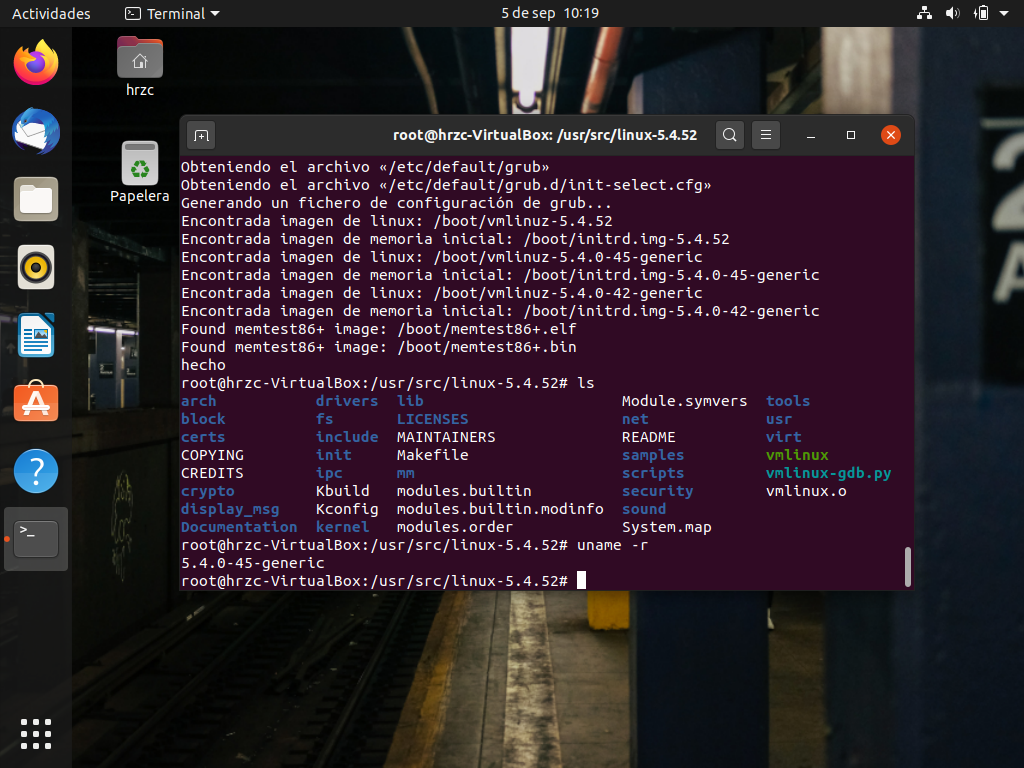 Actividades
Terminal
5 de sep 10:19
hrzc
Papelera
root@hrzc-VirtualBox: /usr/src/linux-5.4.52
Obteniendo el archivo «/etc/default/grub»
Obteniendo el archivo «/etc/default/grub.d/init-select.cfg»
Generando un fichero de configuración de grub...
Encontrada imagen de linux: /boot/vmlinuz-5.4.52
Encontrada imagen de memoria inicial: /boot/initrd.img-5.4.52
Encontrada imagen de linux: /boot/vmlinuz-5.4.0-45-generic
Encontrada imagen de memoria inicial: /boot/initrd.img-5.4.0-45-generic
Encontrada imagen de linux: /boot/vmlinuz-5.4.0-42-generic
Encontrada imagen de memoria inicial: /boot/initrd.img-5.4.0-42-generic
Found memtest86+ image: /boot/memtest86+.elf
Found memtest86+ image: /boot/memtest86+.bin
hecho
root@hrzc-VirtualBox:/usr/src/linux-5.4.52# ls
arch drivers lib Module.symvers tools
block fs LICENSES net usr
certs include MAINTAINERS README virt
COPYING init Makefile samples vmlinux
CREDITS ipc mm scripts vmlinux-gdb.py
crypto Kbuild modules.builtin security vmlinux.o
display_msg Kconfig modules.builtin.modinfo sound
Documentation kernel modules.order System.map
root@hrzc-VirtualBox:/usr/src/linux-5.4.52# uname -r
5.4.0-45-generic
root@hrzc-VirtualBox:/usr/src/linux-5.4.52#